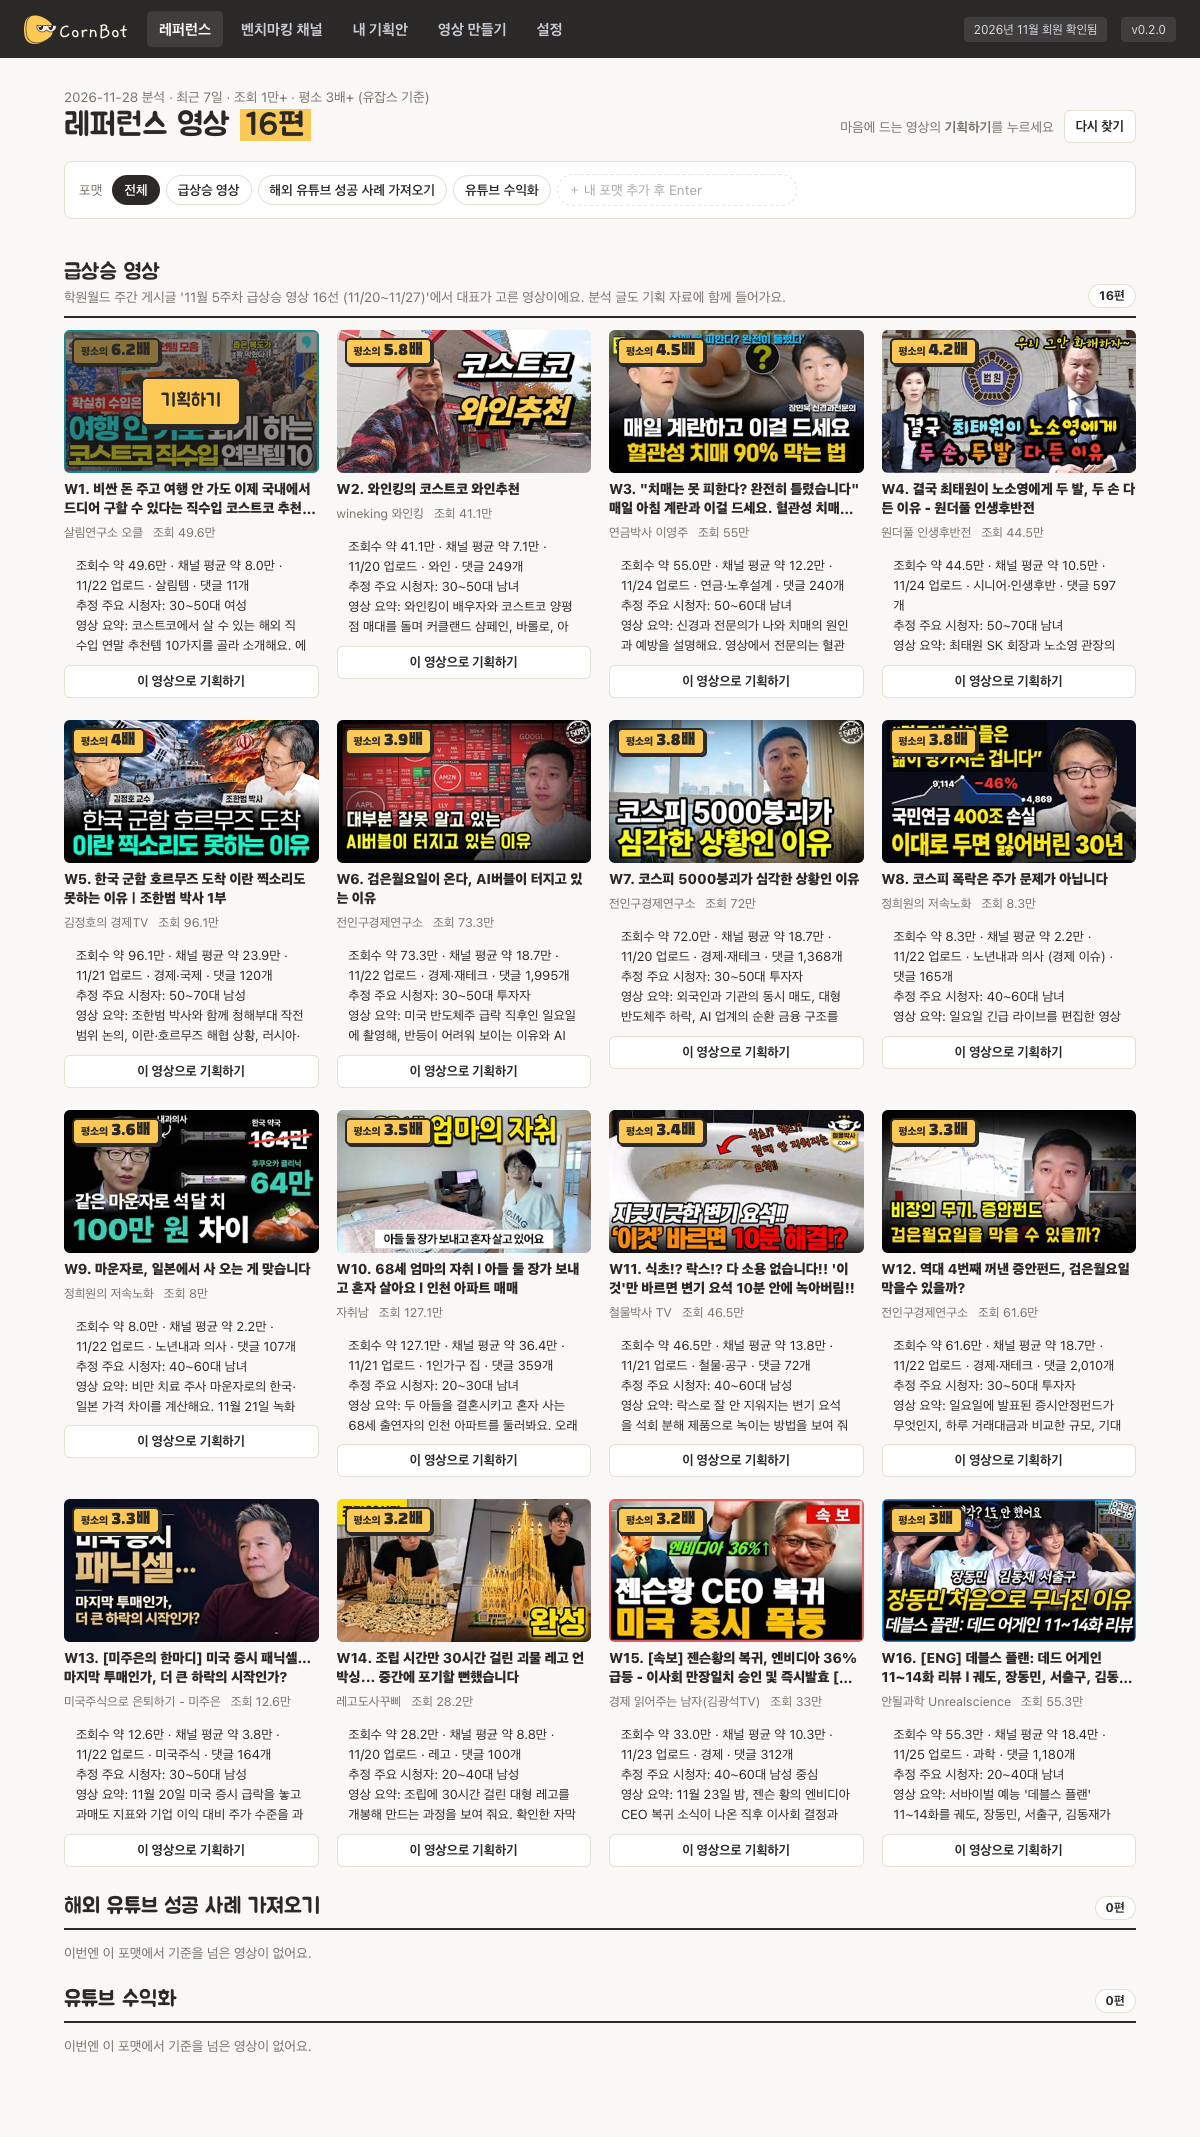 CornBot
레퍼런스
벤치마킹 채널
내 기획안
영상 만들기
설정
2026년 11월 회원 확인됨
v0.2.0
2026-11-28 분석 · 최근 7일 · 조회 1만+ · 평소 3배+ (유잡스 기준)
레퍼런스 영상 16편
마음에 드는 영상의 기획하기를 누르세요
다시 찾기
포맷
전체
급상승 영상
해외 유튜브 성공 사례 가져오기
유튜브 수익화
+ 내 포맷 추가 후 Enter
급상승 영상
학원월드 주간 게시글 '11월 5주차 급상승 영상 16선 (11/20~11/27)'에서 대표가 고른 영상이에요. 분석 글도 기획 자료에 함께 들어가요.
16편
평소의 6.2배
기획하기
코스트코 직수입 연말템10
W1. 비싼 돈 주고 여행 안 가도 이제 국내에서
드디어 구할 수 있다는 직수입 코스트코 추천...
살림연구소 오클 조회 49.6만
조회수 약 49.6만 · 채널 평균 약 8.0만 ·
11/22 업로드 · 살림템 · 댓글 11개
추정 주요 시청자: 30~50대 여성
영상 요약: 코스트코에서 살 수 있는 해외 직
수입 연말 추천템 10가지를 골라 소개해요. 에
이 영상으로 기획하기
평소의 5.8배
코스트코
와인추천
W2. 와인킹의 코스트코 와인추천
wineking 와인킹 조회 41.1만
조회수 약 41.1만 · 채널 평균 약 7.1만 ·
11/20 업로드 · 와인 · 댓글 249개
추정 주요 시청자: 30~50대 남녀
영상 요약: 와인킹이 배우자와 코스트코 양평
점 매대를 돌며 커클랜드 샴페인, 바롤로, 아
이 영상으로 기획하기
평소의 4.5배
?
장민욱 신경과전문의
매일 계란하고 이걸 드세요
혈관성 치매 90% 막는 법
W3. "치매는 못 피한다? 완전히 틀렸습니다"
매일 아침 계란과 이걸 드세요. 혈관성 치매...
연금박사 이영주 조회 55만
조회수 약 55.0만 · 채널 평균 약 12.2만 ·
11/24 업로드 · 연금·노후설계 · 댓글 240개
추정 주요 시청자: 50~60대 남녀
영상 요약: 신경과 전문의가 나와 치매의 원인
과 예방을 설명해요. 영상에서 전문의는 혈관
이 영상으로 기획하기
평소의 4.2배
우리 그만 화해하자~
법원
결국 최태원이 노소영에게
두 손, 두 발 다 든 이유
W4. 결국 최태원이 노소영에게 두 발, 두 손 다
든 이유 - 원더풀 인생후반전
원더풀 인생후반전 조회 44.5만
조회수 약 44.5만 · 채널 평균 약 10.5만 ·
11/24 업로드 · 시니어·인생후반 · 댓글 597
개
추정 주요 시청자: 50~70대 남녀
영상 요약: 최태원 SK 회장과 노소영 관장의
이 영상으로 기획하기
평소의 4배
김정호 교수
조한범 박사
한국 군함 호르무즈 도착
이란 찍소리도 못하는 이유
W5. 한국 군함 호르무즈 도착 이란 찍소리도
못하는 이유 | 조한범 박사 1부
김정호의 경제TV 조회 96.1만
조회수 약 96.1만 · 채널 평균 약 23.9만 ·
11/21 업로드 · 경제·국제 · 댓글 120개
추정 주요 시청자: 50~70대 남성
영상 요약: 조한범 박사와 함께 청해부대 작전
범위 논의, 이란·호르무즈 해협 상황, 러시아·
이 영상으로 기획하기
평소의 3.9배
GOOGL
AMZN
TSLA
AAPL
LLY
대부분 잘못 알고 있는
AI버블이 터지고 있는 이유
W6. 검은월요일이 온다, AI버블이 터지고 있
는 이유
전인구경제연구소 조회 73.3만
조회수 약 73.3만 · 채널 평균 약 18.7만 ·
11/22 업로드 · 경제·재테크 · 댓글 1,995개
추정 주요 시청자: 30~50대 투자자
영상 요약: 미국 반도체주 급락 직후인 일요일
에 촬영해, 반등이 어려워 보이는 이유와 AI
이 영상으로 기획하기
평소의 3.8배
코스피 5000붕괴가
심각한 상황인 이유
W7. 코스피 5000붕괴가 심각한 상황인 이유
전인구경제연구소 조회 72만
조회수 약 72.0만 · 채널 평균 약 18.7만 ·
11/20 업로드 · 경제·재테크 · 댓글 1,368개
추정 주요 시청자: 30~50대 투자자
영상 요약: 외국인과 기관의 동시 매도, 대형
반도체주 하락, AI 업계의 순환 금융 구조를
이 영상으로 기획하기
평소의 3.8배
9,114
-46%
4,869
국민연금 400조 손실
이대로 두면 잃어버린 30년
W8. 코스피 폭락은 주가 문제가 아닙니다
정희원의 저속노화 조회 8.3만
조회수 약 8.3만 · 채널 평균 약 2.2만 ·
11/22 업로드 · 노년내과 의사 (경제 이슈) ·
댓글 165개
추정 주요 시청자: 40~60대 남녀
영상 요약: 일요일 긴급 라이브를 편집한 영상
이 영상으로 기획하기
평소의 3.6배
내과의사
한국 약국
164만
후쿠오카 클리닉
64만
같은 마운자로 석 달 치
100만 원 차이
W9. 마운자로, 일본에서 사 오는 게 맞습니다
정희원의 저속노화 조회 8만
조회수 약 8.0만 · 채널 평균 약 2.2만 ·
11/22 업로드 · 노년내과 의사 · 댓글 107개
추정 주요 시청자: 40~60대 남녀
영상 요약: 비만 치료 주사 마운자로의 한국·
일본 가격 차이를 계산해요. 11월 21일 녹화
이 영상으로 기획하기
평소의 3.5배
엄마의 자취
아들 둘 장가 보내고 혼자 살고 있어요
W10. 68세 엄마의 자취 I 아들 둘 장가 보내
고 혼자 살아요 I 인천 아파트 매매
자취남 조회 127.1만
조회수 약 127.1만 · 채널 평균 약 36.4만 ·
11/21 업로드 · 1인가구 집 · 댓글 359개
추정 주요 시청자: 20~30대 남녀
영상 요약: 두 아들을 결혼시키고 혼자 사는
68세 출연자의 인천 아파트를 둘러봐요. 오래
이 영상으로 기획하기
평소의 3.4배
철물박사
.COM
지긋지긋한 변기 요석!!
'이것' 바르면 10분 해결!?
W11. 식초!? 락스!? 다 소용 없습니다!! '이
것'만 바르면 변기 요석 10분 안에 녹아버림!!
철물박사 TV 조회 46.5만
조회수 약 46.5만 · 채널 평균 약 13.8만 ·
11/21 업로드 · 철물·공구 · 댓글 72개
추정 주요 시청자: 40~60대 남성
영상 요약: 락스로 잘 안 지워지는 변기 요석
을 석회 분해 제품으로 녹이는 방법을 보여 줘
이 영상으로 기획하기
평소의 3.3배
비장의 무기. 증안펀드
검은월요일을 막을 수 있을까?
W12. 역대 4번째 꺼낸 증안펀드, 검은월요일
막을수 있을까?
전인구경제연구소 조회 61.6만
조회수 약 61.6만 · 채널 평균 약 18.7만 ·
11/22 업로드 · 경제·재테크 · 댓글 2,010개
추정 주요 시청자: 30~50대 투자자
영상 요약: 일요일에 발표된 증시안정펀드가
무엇인지, 하루 거래대금과 비교한 규모, 기대
이 영상으로 기획하기
평소의 3.3배
미국 증시
패닉셀...
마지막 투매인가,
더 큰 하락의 시작인가?
W13. [미주은의 한마디] 미국 증시 패닉셀...
마지막 투매인가, 더 큰 하락의 시작인가?
미국주식으로 은퇴하기 - 미주은 조회 12.6만
조회수 약 12.6만 · 채널 평균 약 3.8만 ·
11/22 업로드 · 미국주식 · 댓글 164개
추정 주요 시청자: 30~50대 남성
영상 요약: 11월 20일 미국 증시 급락을 놓고
과매도 지표와 기업 이익 대비 주가 수준을 과
이 영상으로 기획하기
평소의 3.2배
완성
W14. 조립 시간만 30시간 걸린 괴물 레고 언
박싱... 중간에 포기할 뻔했습니다
레고도사꾸삐 조회 28.2만
조회수 약 28.2만 · 채널 평균 약 8.8만 ·
11/20 업로드 · 레고 · 댓글 100개
추정 주요 시청자: 20~40대 남성
영상 요약: 조립에 30시간 걸린 대형 레고를
개봉해 만드는 과정을 보여 줘요. 확인한 자막
이 영상으로 기획하기
평소의 3.2배
속보
엔비디아 36%↑
젠슨황 CEO 복귀
미국 증시 폭등
W15. [속보] 젠슨황의 복귀, 엔비디아 36%
급등 - 이사회 만장일치 승인 및 즉시발효 [...
경제 읽어주는 남자(김광석TV) 조회 33만
조회수 약 33.0만 · 채널 평균 약 10.3만 ·
11/23 업로드 · 경제 · 댓글 312개
추정 주요 시청자: 40~60대 남성 중심
영상 요약: 11월 23일 밤, 젠슨 황의 엔비디아
CEO 복귀 소식이 나온 직후 이사회 결정과
이 영상으로 기획하기
평소의 3배
장동민 김동재 서출구
장동민 처음으로 무너진 이유
데블스 플랜: 데드 어게인 11~14화 리뷰
W16. [ENG] 데블스 플랜: 데드 어게인
11~14화 리뷰 I 궤도, 장동민, 서출구, 김동...
안될과학 Unrealscience 조회 55.3만
조회수 약 55.3만 · 채널 평균 약 18.4만 ·
11/25 업로드 · 과학 · 댓글 1,180개
추정 주요 시청자: 20~40대 남녀
영상 요약: 서바이벌 예능 '데블스 플랜'
11~14화를 궤도, 장동민, 서출구, 김동재가
이 영상으로 기획하기
해외 유튜브 성공 사례 가져오기
0편
이번엔 이 포맷에서 기준을 넘은 영상이 없어요.
유튜브 수익화
0편
이번엔 이 포맷에서 기준을 넘은 영상이 없어요.